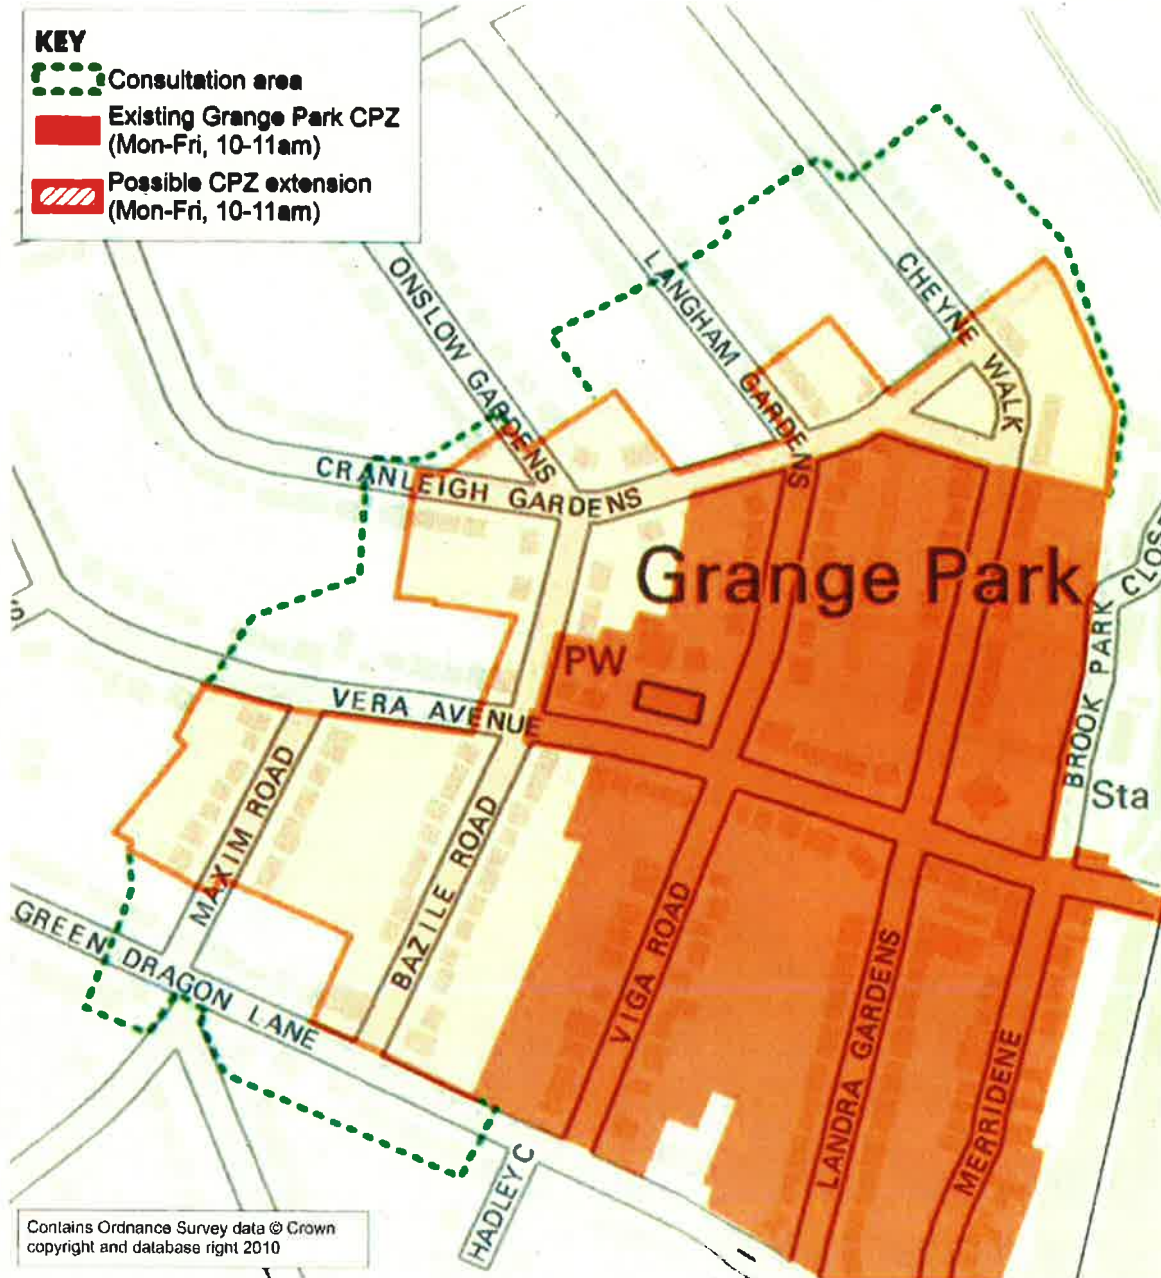 KEY
Consultation area
Existing Grange Park CPZ
(Mon-Fri, 10-11am)
Possible CPZ extension
(Mon-Fri, 10-11am)
ONSLOW GARDENS
LANGHAM GARDENS
CHEYNE WALK
CRANLEIGH GARDENS
Grange Park
BROOK PARK CLOS
S
PW
VERA AVENUE
Sta
MAXIM ROAD
BAZILE ROAD
VIGA ROAD
LANDRA GARDENS
MERRIDENE
GREEN DRAGON LANE
HADLEY C
Contains Ordnance Survey data © Crown
copyright and database right 2010